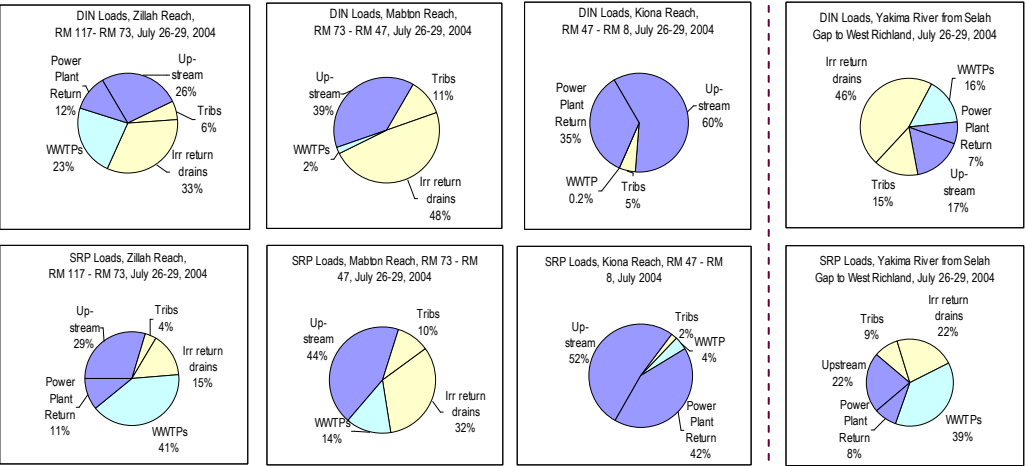 DIN Loads, Zillah Reach,
RM 117- RM 73, July 26-29, 2004
Power
Plant
Return
12%
Up-
stream
26%
Tribs
6%
WWTPs
23%
Irr
return
drains
33%
DIN Loads, Mabton Reach,
RM 73 - RM 47, July 26-29, 2004
Up-
stream
39%
Tribs
11%
WWTPs
2%
Irr return
drains
48%
DIN Loads, Kiona Reach,
RM 47 - RM 8, July 26-29, 2004
Power
Plant
Return
35%
Up-
stream
60%
WWTP
0.2%
Tribs
5%
DIN Loads, Yakima River from Selah
Gap to West Richland, July 26-29, 2004
Irr return
drains
46%
WWTPs
16%
Power
Plant
Return
7%
Tribs
15%
Up-
stream
17%
SRP Loads, Zillah Reach,
RM 117 - RM 73, July 26-29, 2004
Up-
stream
29%
Tribs
4%
Irr return
drains
15%
Power
Plant
Return
11%
WWTPs
41%
SRP Loads, Mabton Reach, RM 73 - RM
47, July 26-29, 2004
Up-
stream
44%
Tribs
10%
WWTPs
14%
Irr return
drains
32%
SRP Loads, Kiona Reach, RM 47 - RM
8, July 2004
Up-
stream
52%
Tribs
2%
WWTP
4%
Power
Plant
Return
42%
SRP Loads, Yakima River from Selah
Gap to West Richland, July 26-29, 2004
Tribs
9%
Irr return
drains
22%
Upstream
22%
Power
Plant
Return
8%
WWTPs
39%